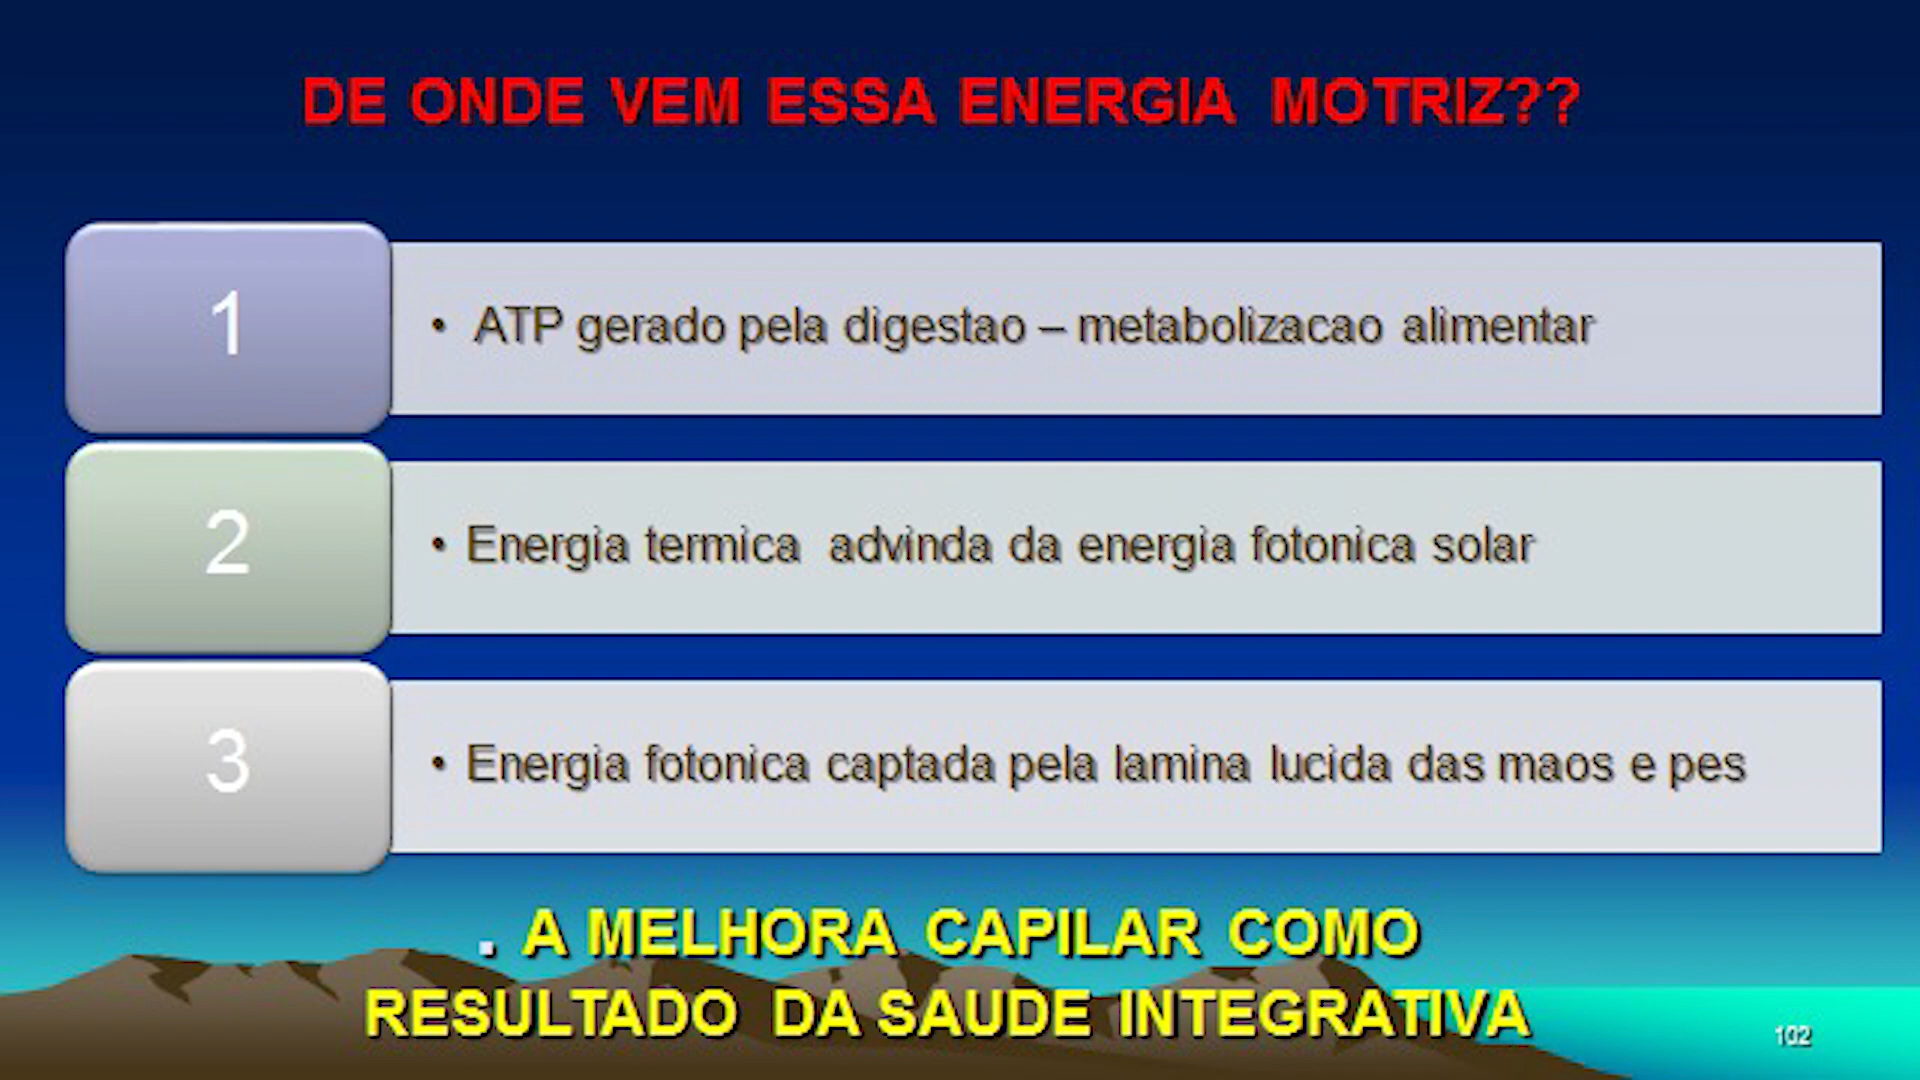 DE ONDE VEM ESSA ENERGIA MOTRIZ??
1
• ATP gerado pela digestao – metabolizacao alimentar
2
• Energia termica advinda da energia fotonica solar
3
• Energia fotonica captada pela lamina lucida das maos e pes
. A MELHORA CAPILAR COMO
RESULTADO DA SAUDE INTEGRATIVA
102